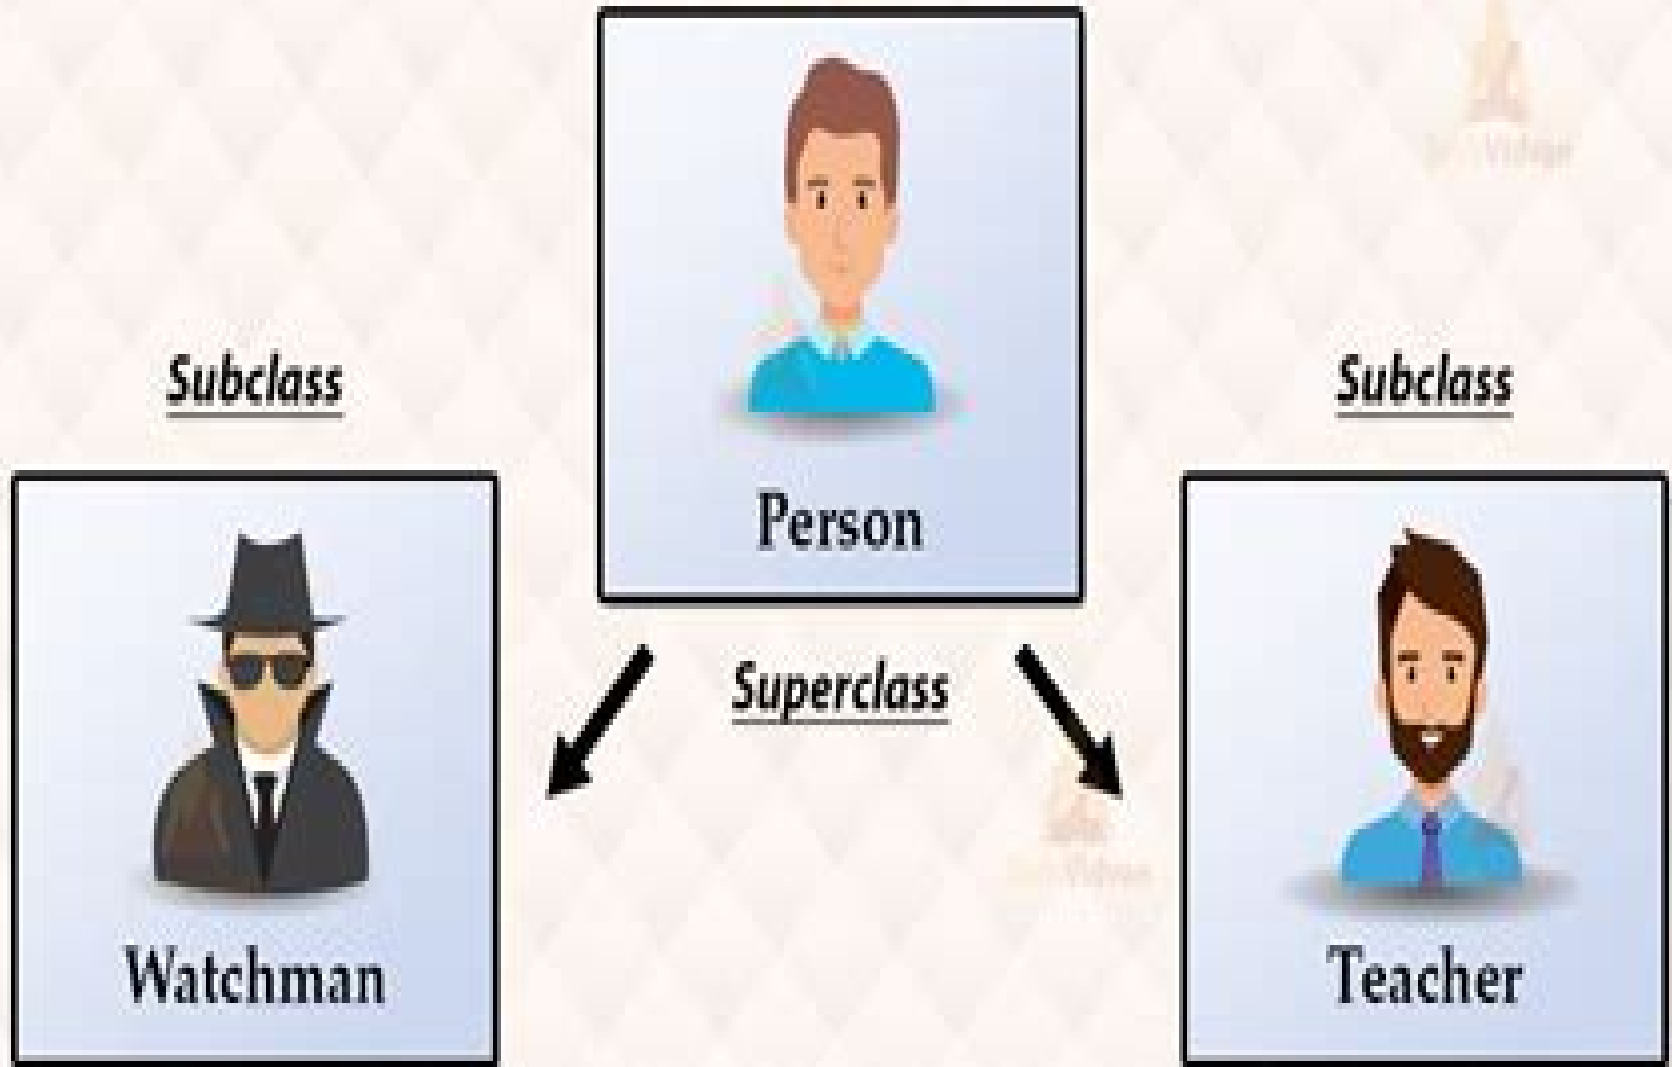 Subclass
Subclass
Person
Superclass
Watchman
Teacher